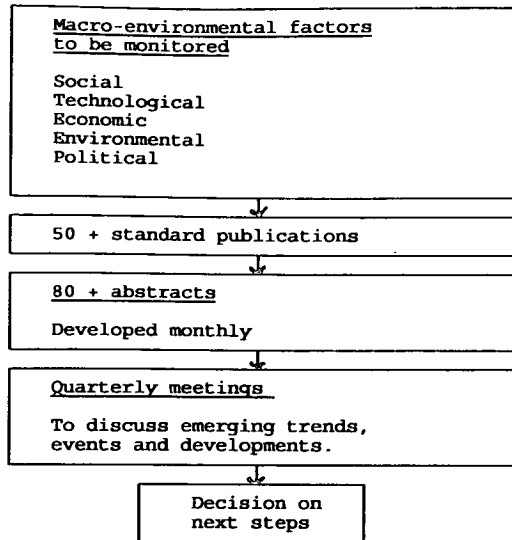 Macro-environmental factors
to be monitored
Social
Technological
Economic
Environmental
Political
50 + standard publications
80 + abstracts
Developed monthly
Quarterly meetings
To discuss emerging trends,
events and developments.
Decision on
next steps